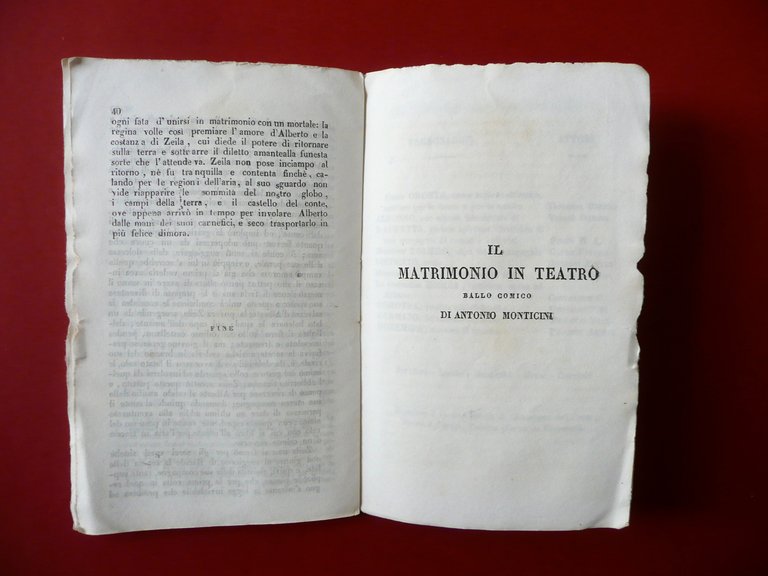 40
ogni fata d'unirsi in matrimonio con un mortale: la
regina volle così premiare l'amore d'Alberto e la
costanza di Zeila, cui diede il potere di ritornare
sulla terra e sottrarre il diletto amante alla funesta
sorte che l'attendeva. Zeila non pose inciampo al
ritorno, nè fu tranquilla e contenta finchè, ca-
lando per le regioni dell'aria, al suo sguardo non
vide riapparire le sommità del nostro globo,
i campi della terra, e il castello del conte,
ove appena arrivò in tempo per involare Alberto
dalle mani dei suoi carnefici, e seco trasportarlo in
più felice dimora.
FINE
IL
MATRIMONIO IN TEATRO
BALLO COMICO
DI ANTONIO MONTICINI